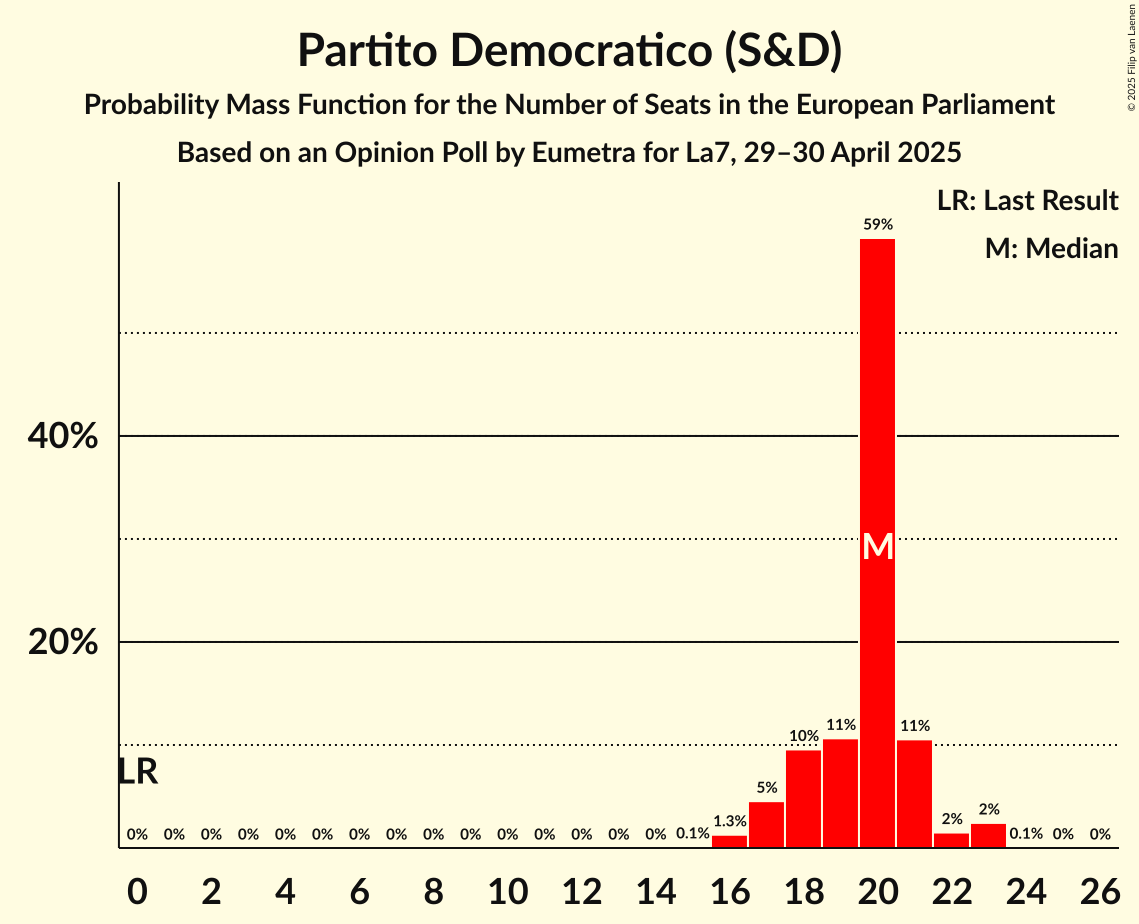 Partito Democratico (S&D)
Probability Mass Function for the Number of Seats in the European Parliament
Based on an Opinion Poll by Eumetra for La7, 29–30 April 2025
© 2025 Filip van Laenen
LR: Last Result
M: Median
59%
40%
M
20%
10% 11% 11%
LR
5%
0% 0% 0% 0% 0% 0% 0% 0% 0% 0% 0% 0% 0% 0% 0% 0.1% 1.3% 2% 2% 0.1% 0% 0%
0 2 4 6 8 10 12 14 16 18 20 22 24 26